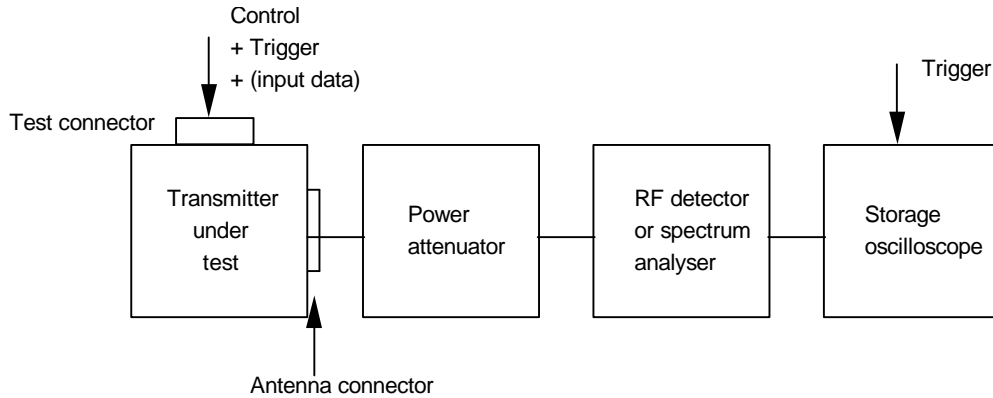 Control
+ Trigger
+ (input data)
Trigger
Test connector
Transmitter
under
test
Power
attenuator
RF detector
or spectrum
analyser
Storage
oscilloscope
Antenna connector